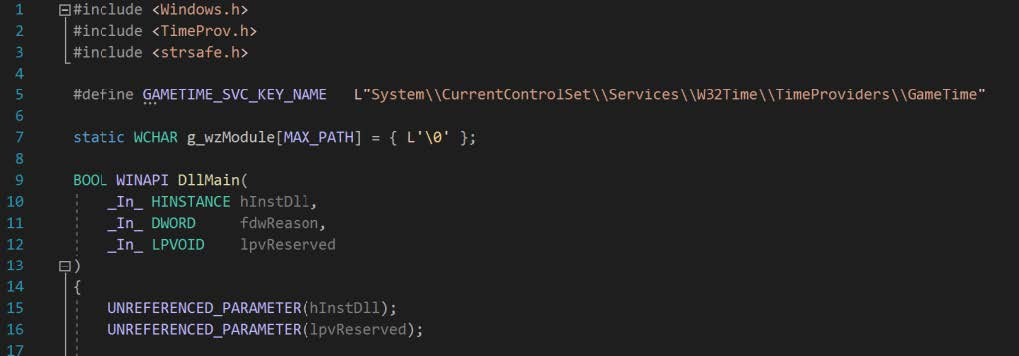 1 #include <Windows.h>
2 #include <TimeProv.h>
3 #include <strsafe.h>
4
5 #define GAMETIME_SVC_KEY_NAME   L"System\\CurrentControlSet\\Services\\W32Time\\TimeProviders\\GameTime"
6
7 static WCHAR g_wzModule[MAX_PATH] = { L'\0' };
8
9 BOOL WINAPI DllMain(
10     _In_ HINSTANCE hInstDll,
11     _In_ DWORD     fdwReason,
12     _In_ LPVOID    lpvReserved
13 )
14 {
15     UNREFERENCED_PARAMETER(hInstDll);
16     UNREFERENCED_PARAMETER(lpvReserved);
17